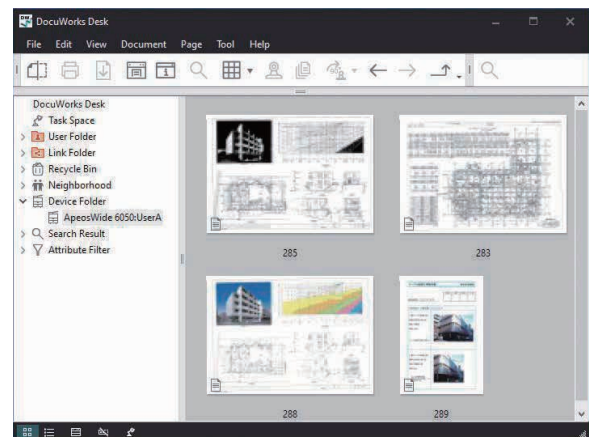 DW
DocuWorks Desk
File Edit View Document Page Tool Help
DocuWorks Desk
Task Space
User Folder
Link Folder
Recycle Bin
Neighborhood
Device Folder
ApeosWide 6050:UserA
Search Result
Attribute Filter
285
283
288
289